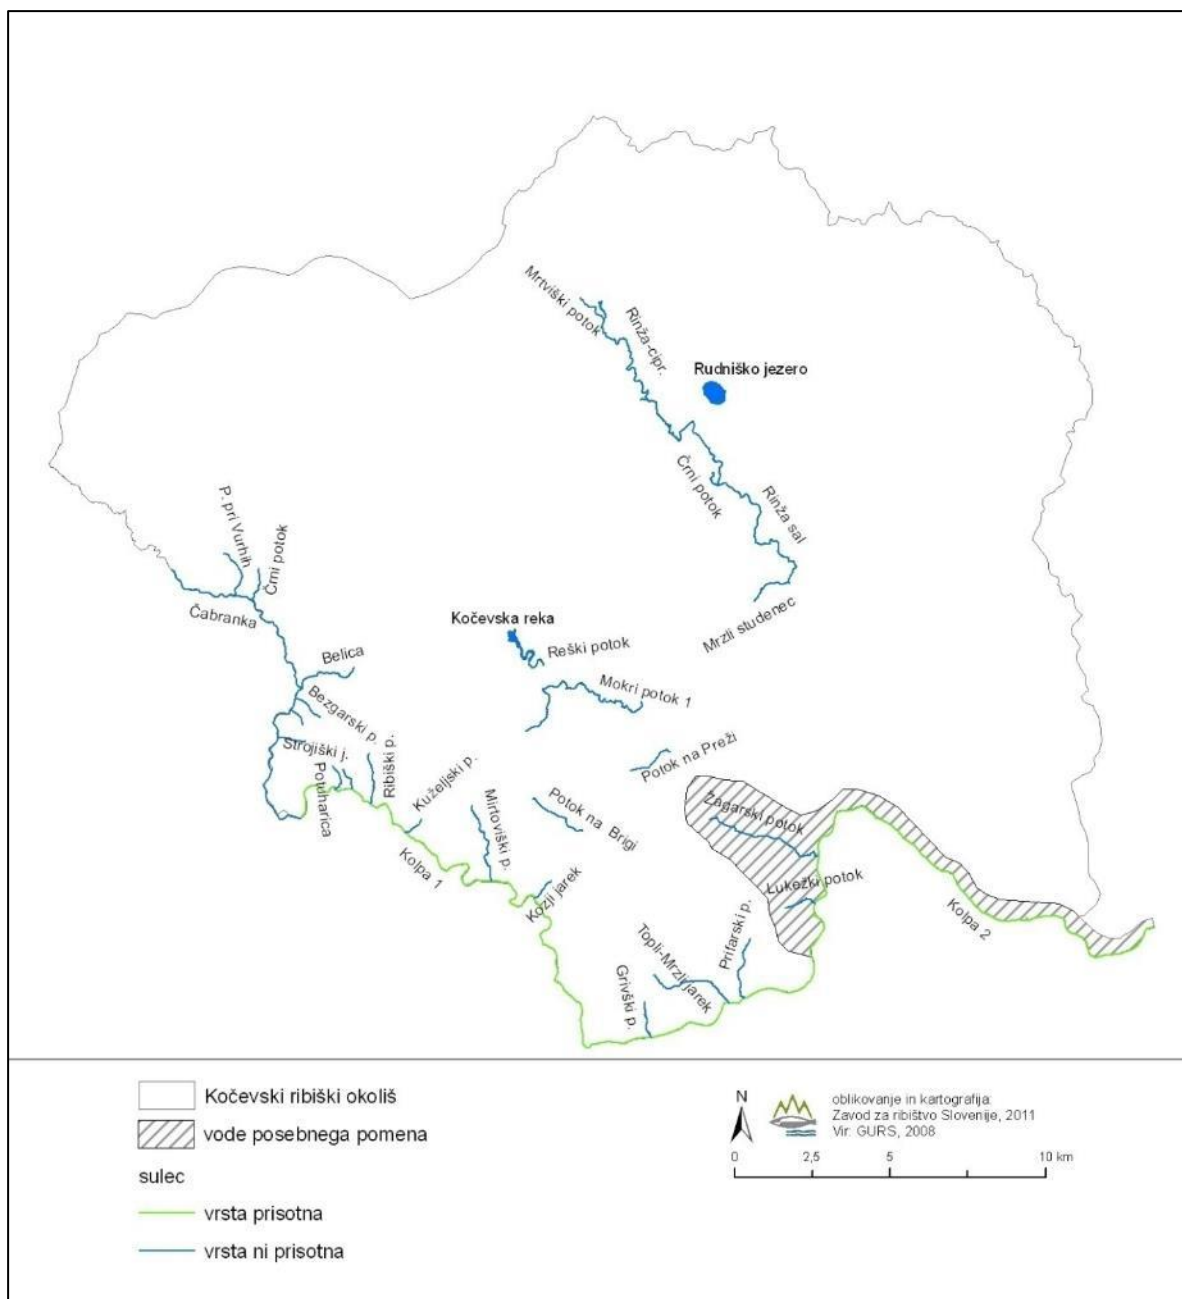 Mrtviški potok
Rinža-cipr.
Rudniško jezero
Črni potok
Rinža sal
Mrzli studenec
P. pri Vurhih
Črni potok
Čabranka
Kočevska reka
Reški potok
Belica
Mokri potok 1
Bezgarski p.
Strojiški j.
Potuharica
Ribiški p.
Kuželjski p.
Potok na Preži
Mirtoviški p.
Potok na Brigi
Žagarski potok
Kolpa 1
Kozji jarek
Lukežki potok
Kolpa 2
Prifarski p.
Topli-Mrzli jarek
Grivški p.
Kočevski ribiški okoliš
vode posebnega pomena
sulec
vrsta prisotna
vrsta ni prisotna
N
oblikovanje in kartografija:
Zavod za ribištvo Slovenije, 2011
Vir: GURS, 2008
0 2,5 5 10 km